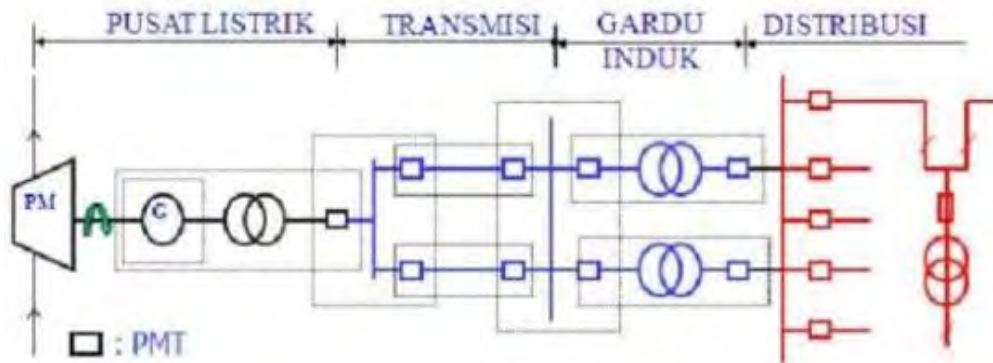 PUSAT LISTRIK TRANSMISI GARDU DISTRIBUSI
INDUK
PM
G
: PMT